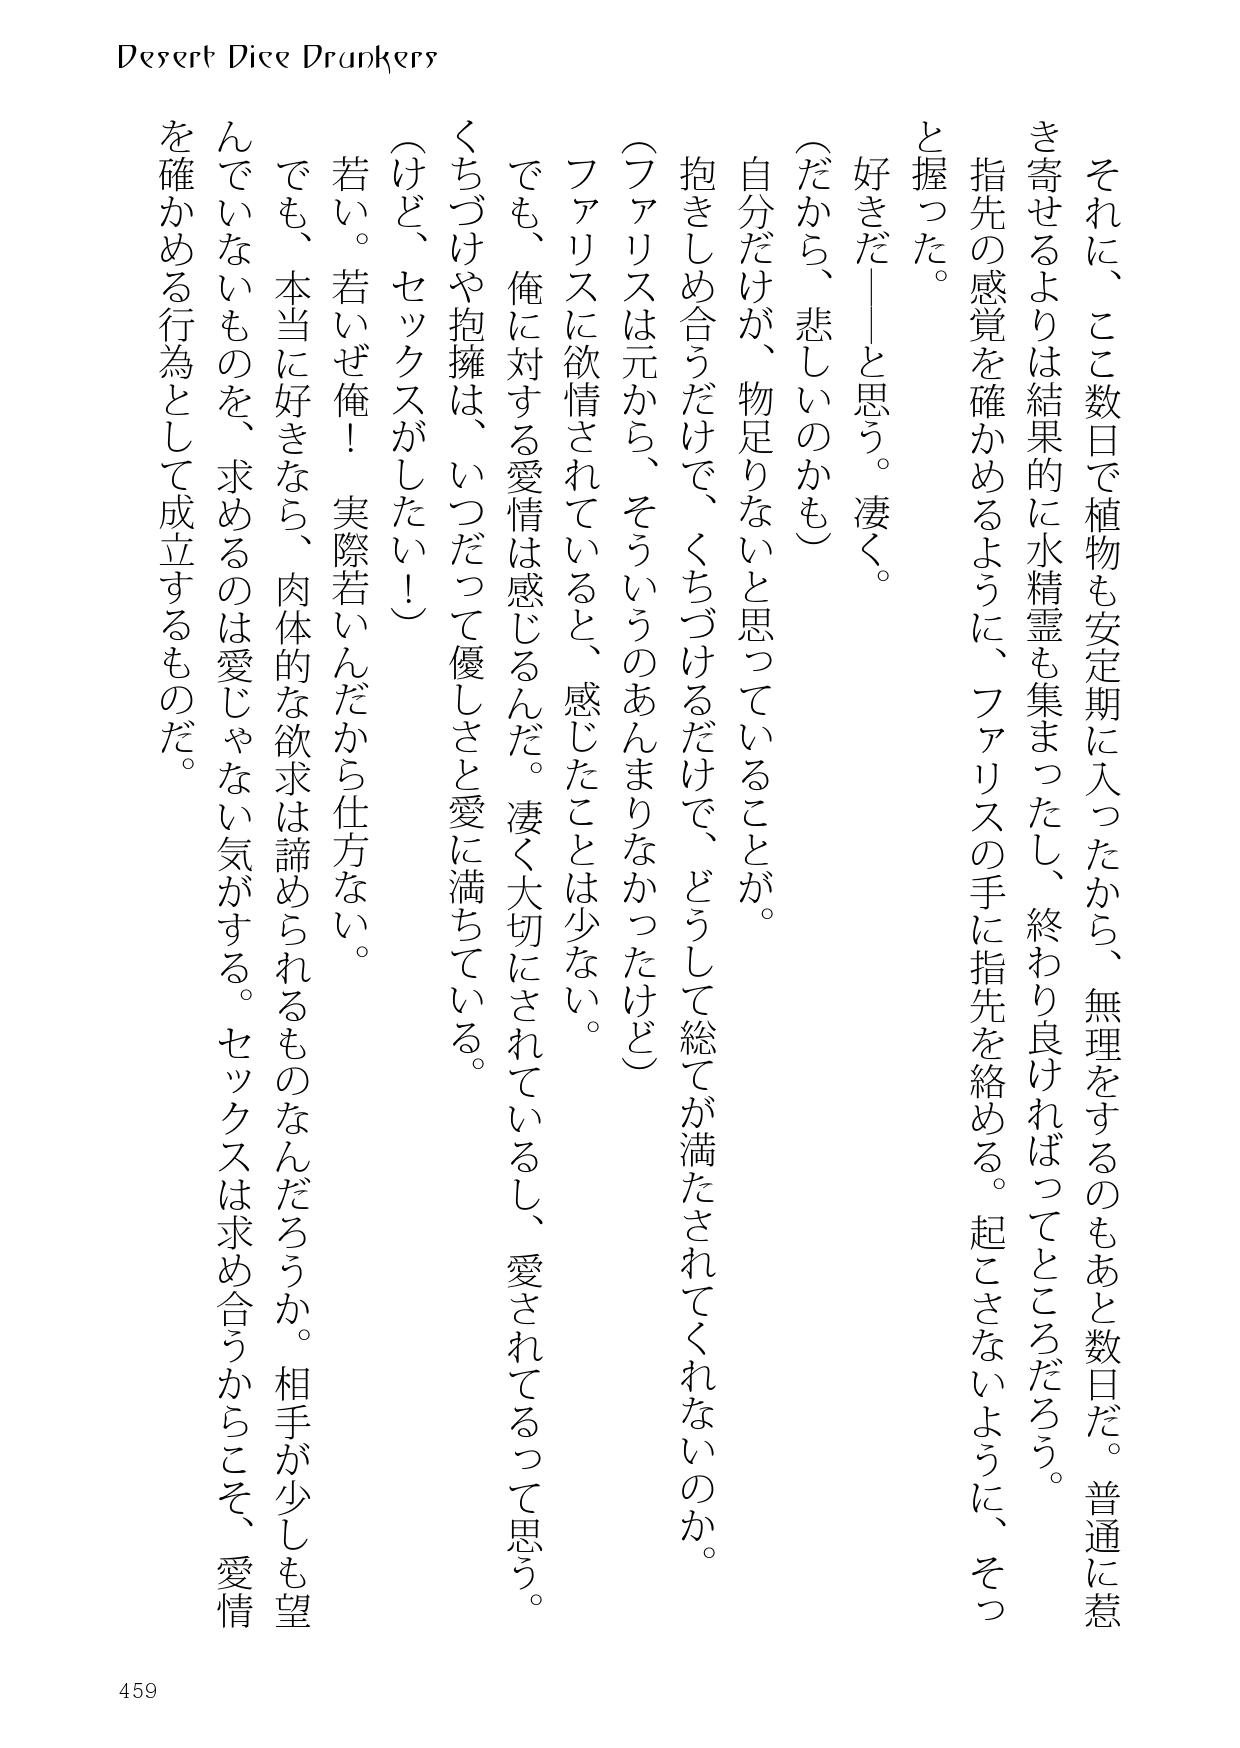 Desert Dice Drunkers
　それに、ここ数日で植物も安定期に入ったから、無理をするのもあと数日だ。普通に惹
き寄せるよりは結果的に水精霊も集まったし、終わり良ければってところだろう。
　指先の感覚を確かめるように、ファリスの手に指先を絡める。起こさないように、そっ
と握った。
　好きだ――と思う。凄く。
（だから、悲しいのかも）
　自分だけが、物足りないと思っていることが。
　抱きしめ合うだけで、くちづけるだけで、どうして総てが満たされてくれないのか。
（ファリスは元から、そういうのあんまりなかったけど）
　ファリスに欲情されていると、感じたことは少ない。
　でも、俺に対する愛情は感じるんだ。凄く大切にされているし、愛されてるって思う。
くちづけや抱擁は、いつだって優しさと愛に満ちている。
（けど、セックスがしたい！）
　若い。若いぜ俺！　実際若いんだから仕方ない。
　でも、本当に好きなら、肉体的な欲求は諦められるものなんだろうか。相手が少しも望
んでいないものを、求めるのは愛じゃない気がする。セックスは求め合うからこそ、愛情
を確かめる行為として成立するものだ。
459